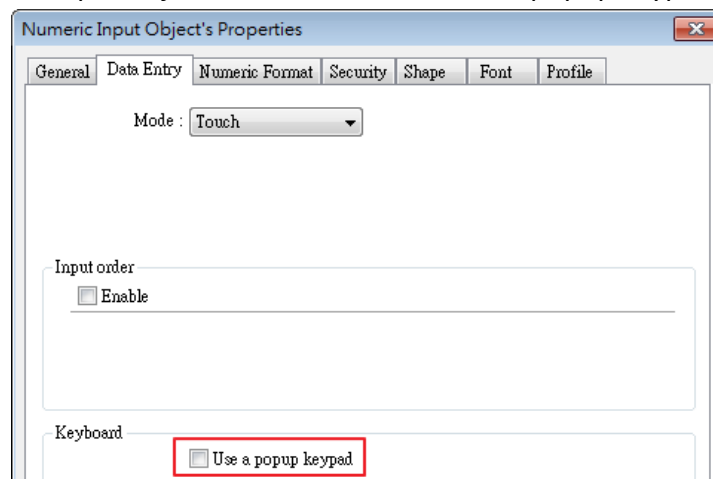 Numeric Input Object's Properties
General Data Entry Numeric Format Security Shape Font Profile
Mode : Touch
Input order
Enable
Keyboard
Use a popup keypad